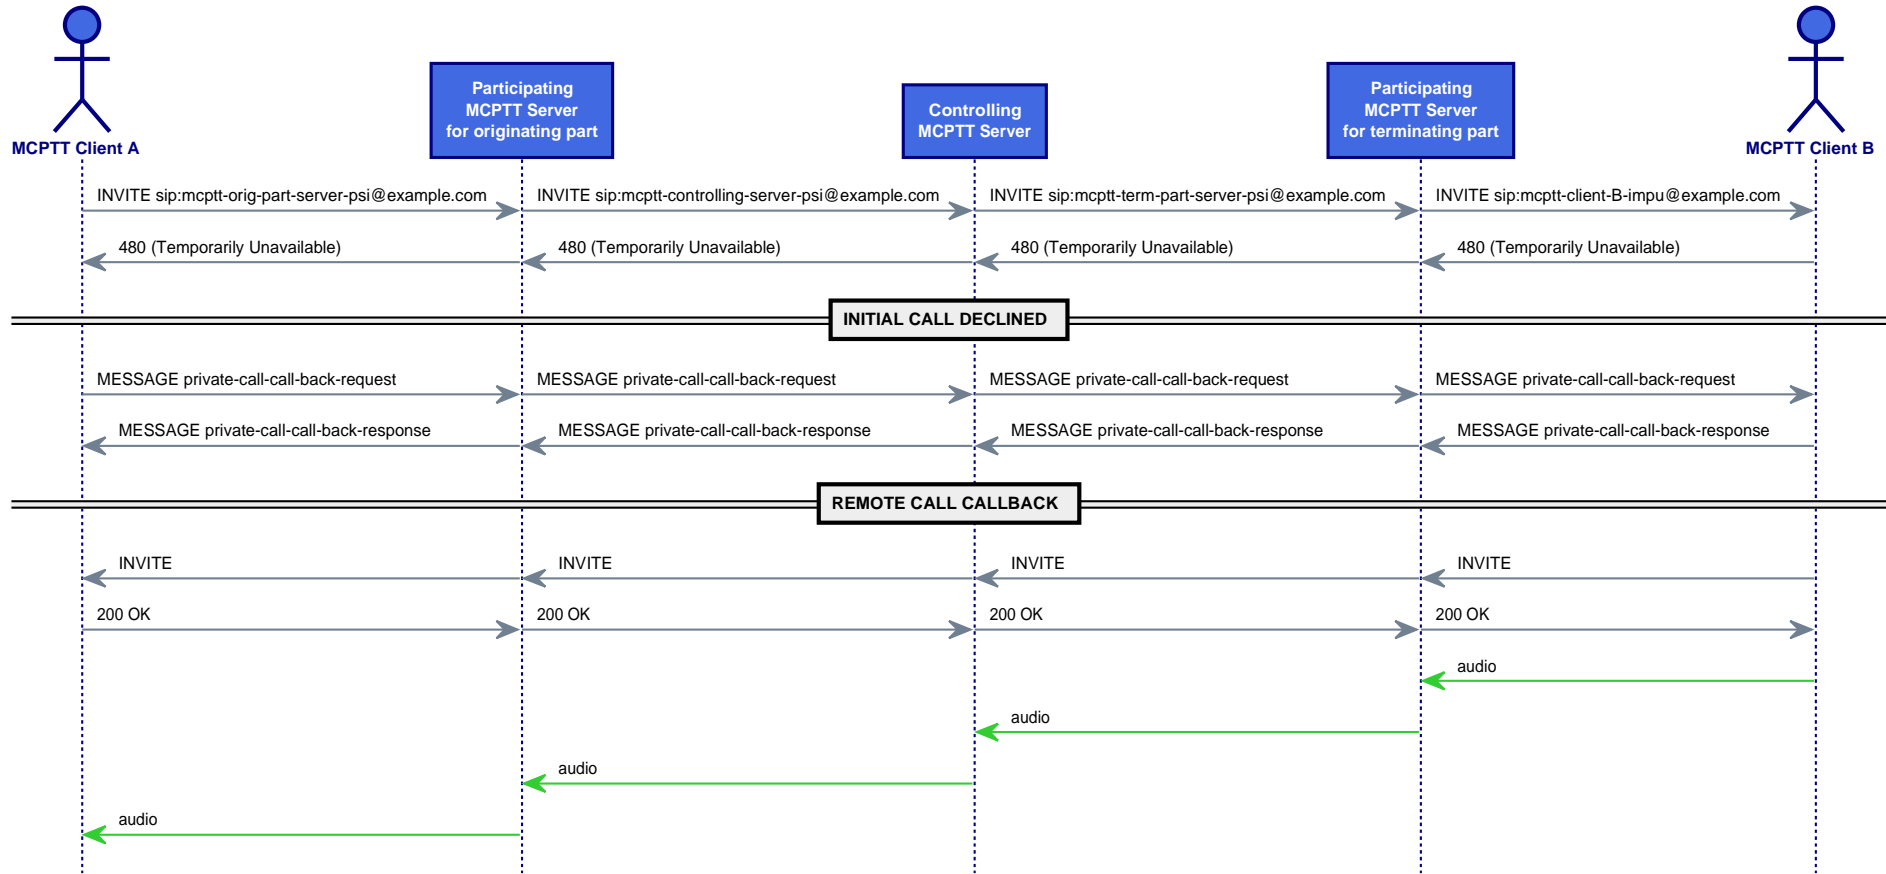 MCPTT Client A
Participating
MCPTT Server
for originating part
Controlling
MCPTT Server
Participating
MCPTT Server
for terminating part
MCPTT Client B
INVITE sip:mcptt-orig-part-server-psi@example.com
INVITE sip:mcptt-controlling-server-psi@example.com
INVITE sip:mcptt-term-part-server-psi@example.com
INVITE sip:mcptt-client-B-impu@example.com
480 (Temporarily Unavailable)
480 (Temporarily Unavailable)
480 (Temporarily Unavailable)
480 (Temporarily Unavailable)
INITIAL CALL DECLINED
MESSAGE private-call-call-back-request
MESSAGE private-call-call-back-request
MESSAGE private-call-call-back-request
MESSAGE private-call-call-back-request
MESSAGE private-call-call-back-response
MESSAGE private-call-call-back-response
MESSAGE private-call-call-back-response
MESSAGE private-call-call-back-response
REMOTE CALL CALLBACK
INVITE
INVITE
INVITE
INVITE
200 OK
200 OK
200 OK
200 OK
audio
audio
audio
audio